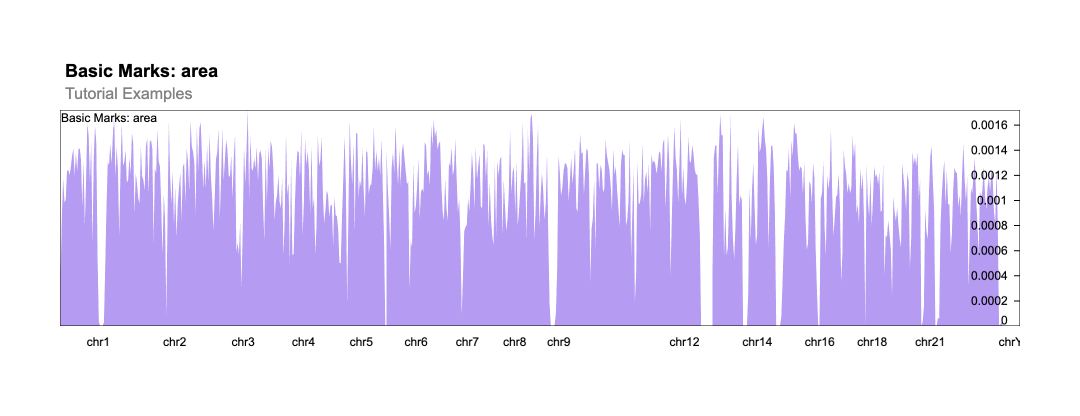 Basic Marks: area
Tutorial Examples
Basic Marks: area
0.0016
0.0014
0.0012
0.001
0.0008
0.0006
0.0004
0.0002
0
chr1 chr2 chr3 chr4 chr5 chr6 chr7 chr8 chr9 chr12 chr14 chr16 chr18 chr21 chrY